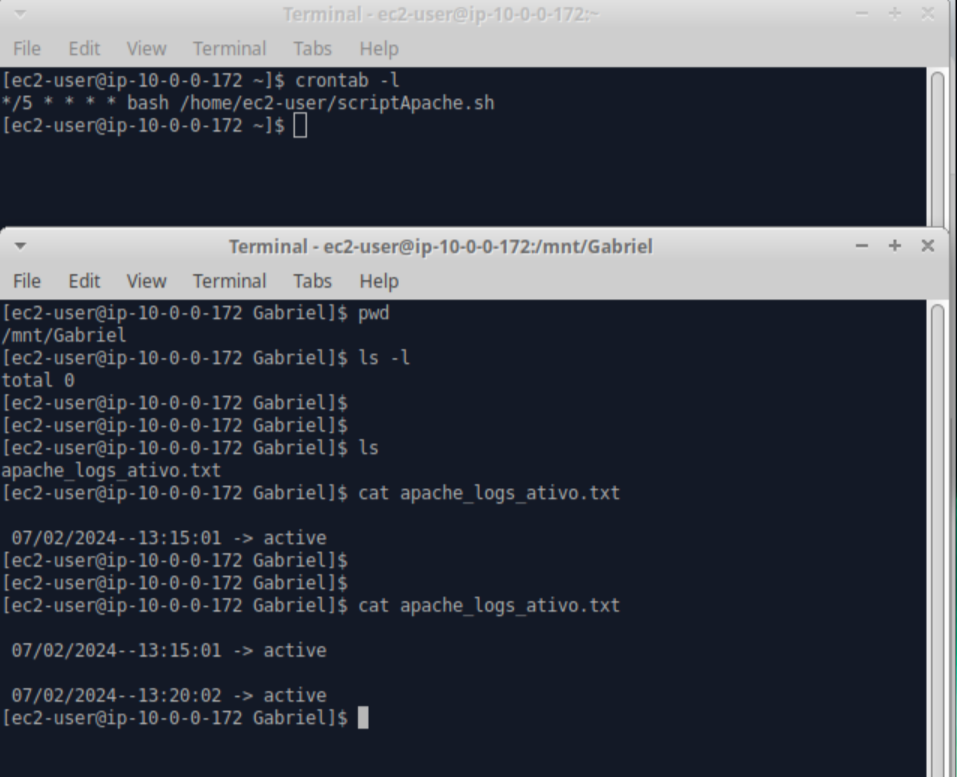 Terminal - ec2-user@ip-10-0-0-172:~
File Edit View Terminal Tabs Help
[ec2-user@ip-10-0-0-172 ~]$ crontab -l
*/5 * * * * bash /home/ec2-user/scriptApache.sh
[ec2-user@ip-10-0-0-172 ~]$
Terminal - ec2-user@ip-10-0-0-172:/mnt/Gabriel
File Edit View Terminal Tabs Help
[ec2-user@ip-10-0-0-172 Gabriel]$ pwd
/mnt/Gabriel
[ec2-user@ip-10-0-0-172 Gabriel]$ ls -l
total 0
[ec2-user@ip-10-0-0-172 Gabriel]$
[ec2-user@ip-10-0-0-172 Gabriel]$
[ec2-user@ip-10-0-0-172 Gabriel]$ ls
apache_logs_ativo.txt
[ec2-user@ip-10-0-0-172 Gabriel]$ cat apache_logs_ativo.txt
07/02/2024--13:15:01 -> active
[ec2-user@ip-10-0-0-172 Gabriel]$
[ec2-user@ip-10-0-0-172 Gabriel]$
[ec2-user@ip-10-0-0-172 Gabriel]$ cat apache_logs_ativo.txt
07/02/2024--13:15:01 -> active
07/02/2024--13:20:02 -> active
[ec2-user@ip-10-0-0-172 Gabriel]$